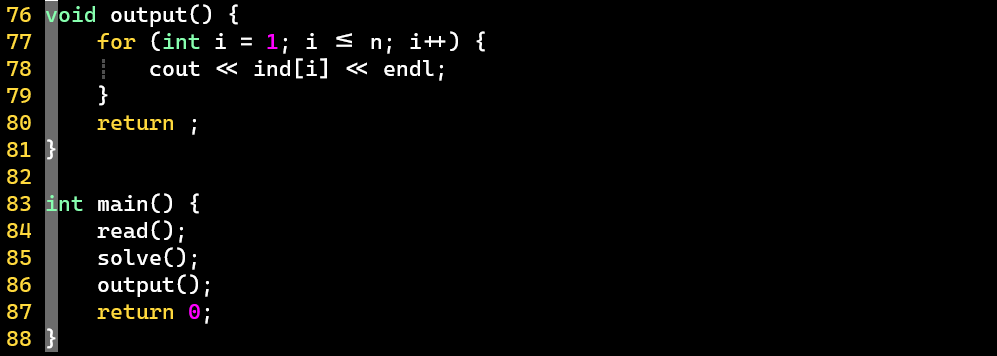 76 void output() {
77     for (int i = 1; i <= n; i++) {
78         cout << ind[i] << endl;
79     }
80     return ;
81 }
82
83 int main() {
84     read();
85     solve();
86     output();
87     return 0;
88 }